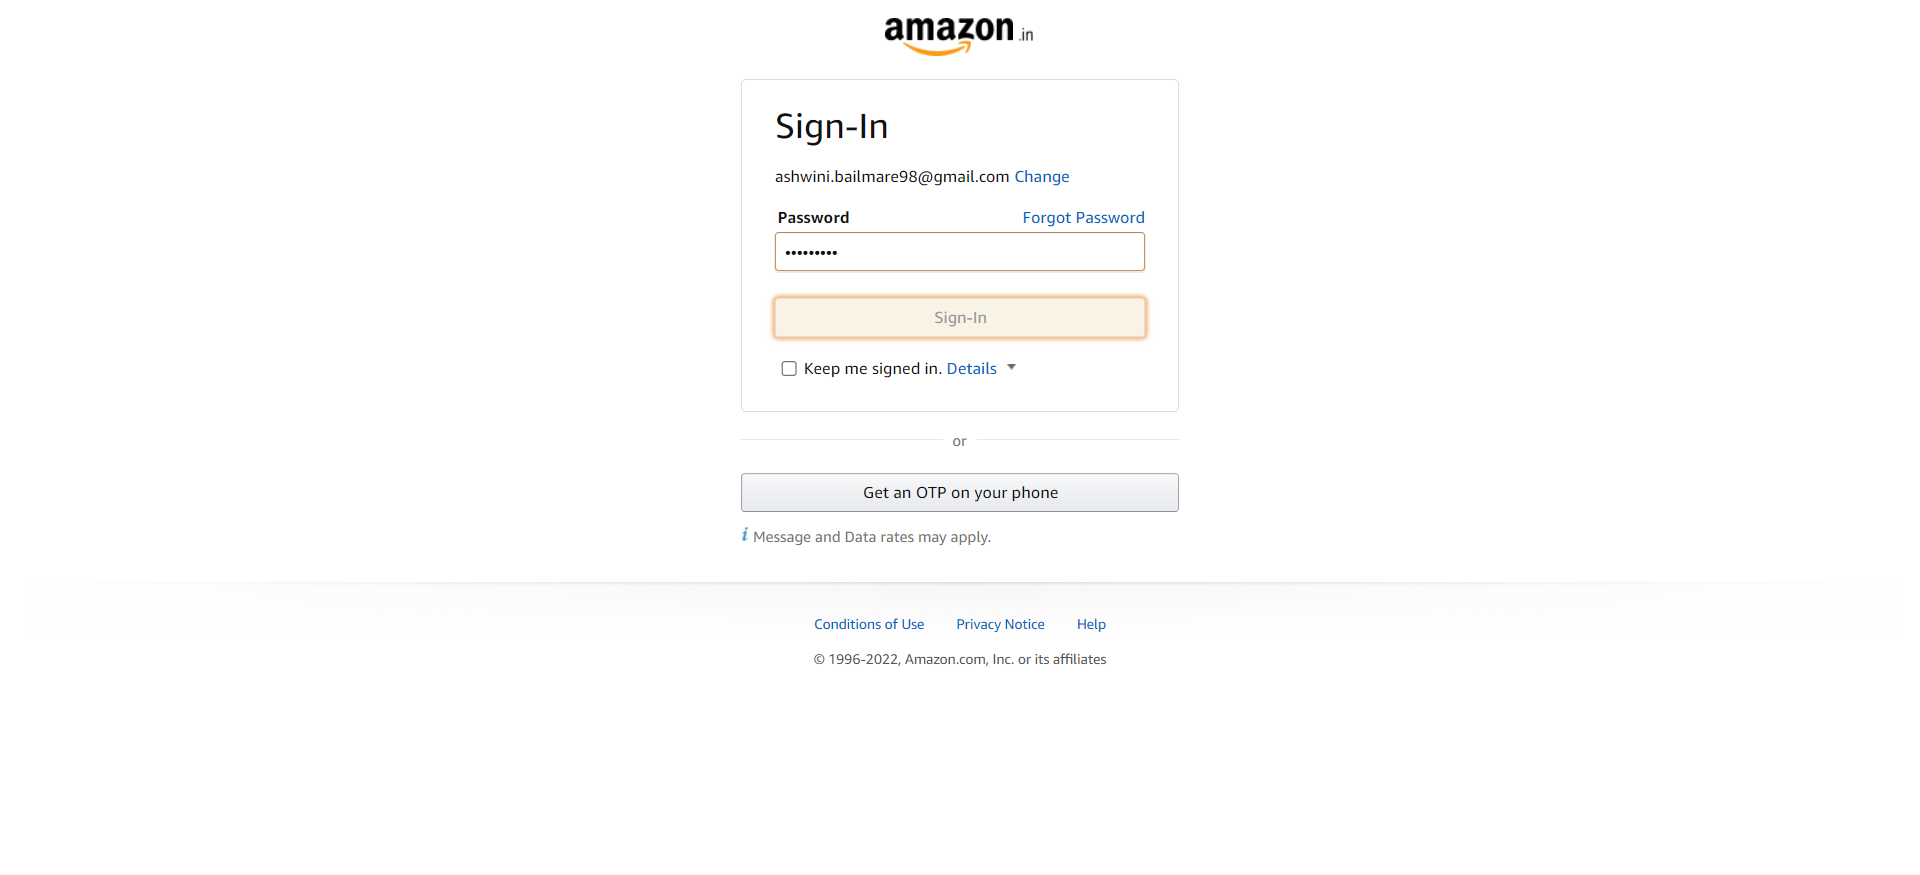 amazon.in
Sign-In
ashwini.bailmare98@gmail.com Change
Password Forgot Password
•••••••••
Sign-In
Keep me signed in. Details
or
Get an OTP on your phone
i Message and Data rates may apply.
Conditions of Use Privacy Notice Help
© 1996-2022, Amazon.com, Inc. or its affiliates